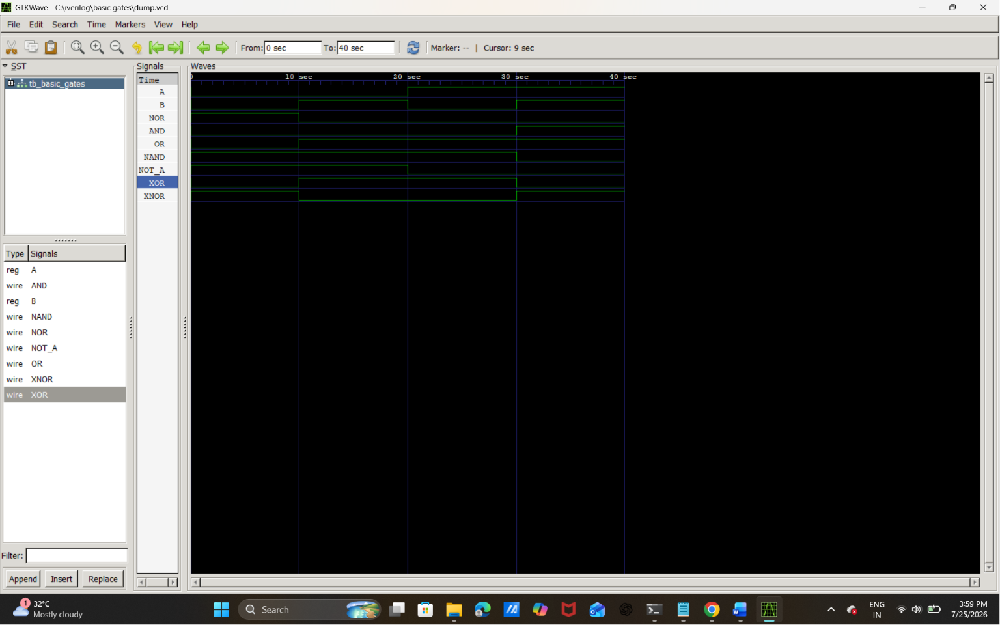 GTKWave - C:\iverilog\basic gates\dump.vcd
File Edit Search Time Markers View Help
From: 0 sec To: 40 sec Marker: -- | Cursor: 9 sec
SST
tb_basic_gates
Type Signals
reg A
wire AND
reg B
wire NAND
wire NOR
wire NOT_A
wire OR
wire XNOR
wire XOR
Filter:
Append Insert Replace
Signals
Time
A
B
NOR
AND
OR
NAND
NOT_A
XOR
XNOR
Waves
0 10 sec 20 sec 30 sec 40 sec
1
32°C
Mostly cloudy
Search
ENG
IN
3:59 PM
7/25/2026